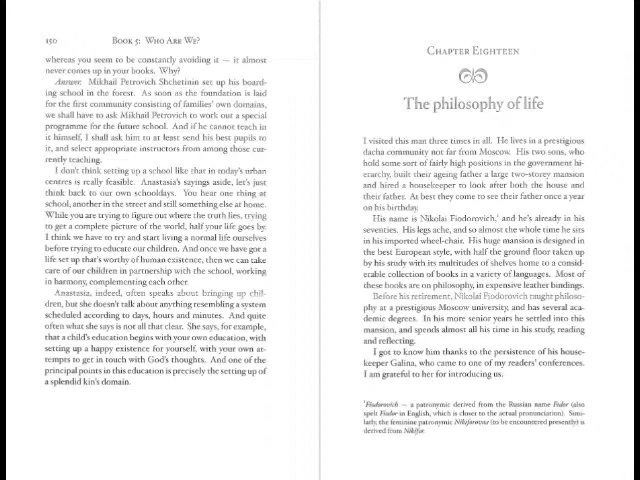 150 Book 5: Who Are We?
whereas you seem to be constantly avoiding it — it almost
never comes up in your books. Why?
Answer. Mikhail Petrovich Shchetinin set up his board-
ing school in the forest. As soon as the foundation is laid
for the first community consisting of families' own domains,
we shall have to ask Mikhail Petrovich to work out a special
programme for the future school. And if he cannot teach in
it himself, I shall ask him to at least send his best pupils to
it, and select appropriate instructors from among those cur-
rently teaching.
I don't think setting up a school like that in today's urban
centres is really feasible. Anastasia's sayings aside, let's just
think back to our own schooldays. You hear one thing at
school, another in the street and still something else at home.
While you are trying to figure out where the truth lies, trying
to get a complete picture of the world, half your life goes by.
I think we have to try and start living a normal life ourselves
before trying to educate our children. And once we have got a
life set up that's worthy of human existence, then we can take
care of our children in partnership with the school, working
in harmony, complementing each other.
Anastasia, indeed, often speaks about bringing up chil-
dren, but she doesn't talk about anything resembling a system
scheduled according to days, hours and minutes. And quite
often what she says is not all that clear. She says, for example,
that a child's education begins with your own education, with
setting up a happy existence for yourself, with your own at-
tempts to get in touch with God's thoughts. And one of the
principal points in this education is precisely the setting up of
a splendid kin's domain.
Chapter Eighteen
The philosophy of life
I visited this man three times in all. He lives in a prestigious
dacha community not far from Moscow. His two sons, who
hold some sort of fairly high positions in the government hi-
erarchy, built their ageing father a large two-storey mansion
and hired a housekeeper to look after both the house and
their father. At best they come to see their father once a year
on his birthday.
His name is Nikolai Fiodorovich,¹ and he's already in his
seventies. His legs ache, and so almost the whole time he sits
in his imported wheel-chair. His huge mansion is designed in
the best European style, with half the ground floor taken up
by his study with its multitudes of shelves home to a consid-
erable collection of books in a variety of languages. Most of
these books are on philosophy, in expensive leather bindings.
Before his retirement, Nikolai Fiodorovich taught philoso-
phy at a prestigious Moscow university, and has several aca-
demic degrees. In his more senior years he settled into this
mansion, and spends almost all his time in his study, reading
and reflecting.
I got to know him thanks to the persistence of his house-
keeper Galina, who came to one of my readers' conferences.
I am grateful to her for introducing us.
¹Fiodorovich — a patronymic derived from the Russian name Fedor (also
spelt Fiodor in English, which is closer to the actual pronunciation). Simi-
larly, the feminine patronymic Nikiforovna (to be encountered presently) is
derived from Nikifor.